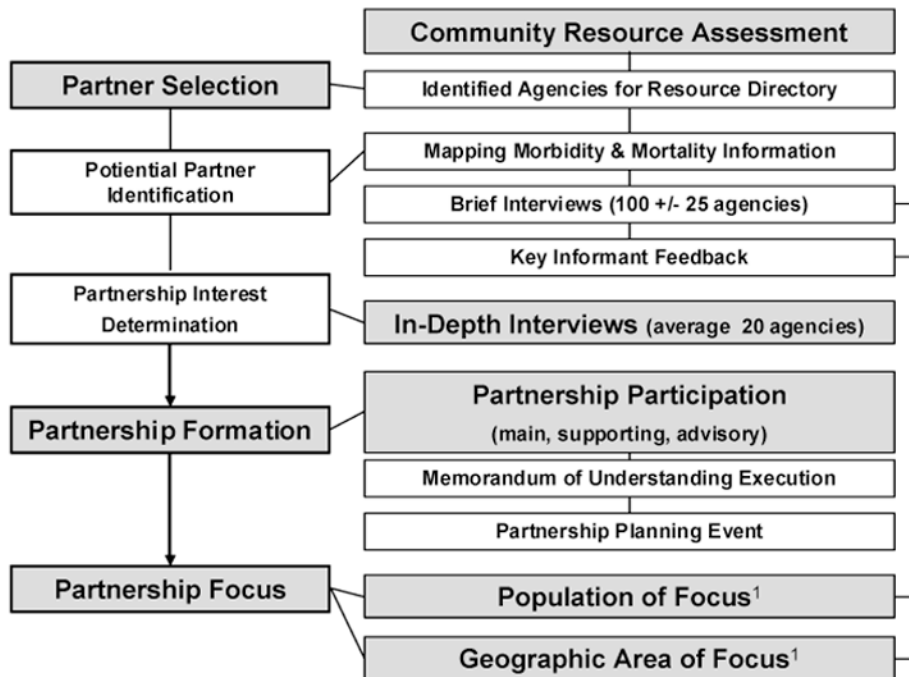 Community Resource Assessment
Partner Selection
Identified Agencies for Resource Directory
Potiential Partner
Identification
Mapping Morbidity & Mortality Information
Brief Interviews (100 +/- 25 agencies)
Key Informant Feedback
Partnership Interest
Determination
In-Depth Interviews (average 20 agencies)
Partnership Formation
Partnership Participation
(main, supporting, advisory)
Memorandum of Understanding Execution
Partnership Planning Event
Partnership Focus
Population of Focus¹
Geographic Area of Focus¹